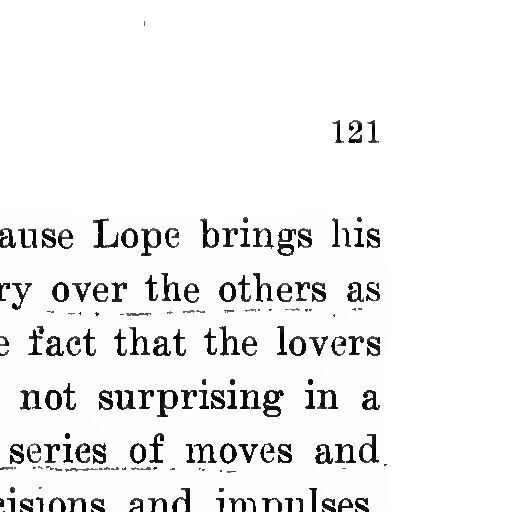 121
ause Lope brings his
ry over the others as
e fact that the lovers
not surprising in a
series of moves and
cisions and impulses